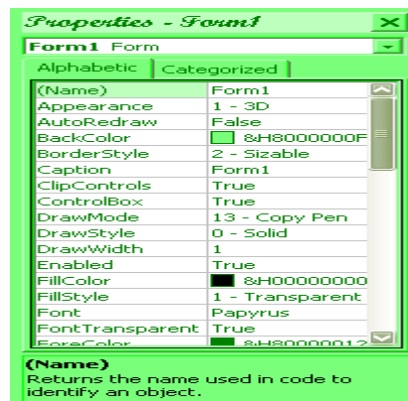 Properties - Form1
Form1 Form
Alphabetic Categorized
(Name) Form1
Appearance 1 - 3D
AutoRedraw False
BackColor &H8000000F
BorderStyle 2 - Sizable
Caption Form1
ClipControls True
ControlBox True
DrawMode 13 - Copy Pen
DrawStyle 0 - Solid
DrawWidth 1
Enabled True
FillColor &H00000000
FillStyle 1 - Transparent
Font Papyrus
FontTransparent True
ForeColor &H80000012
(Name)
Returns the name used in code to
identify an object.